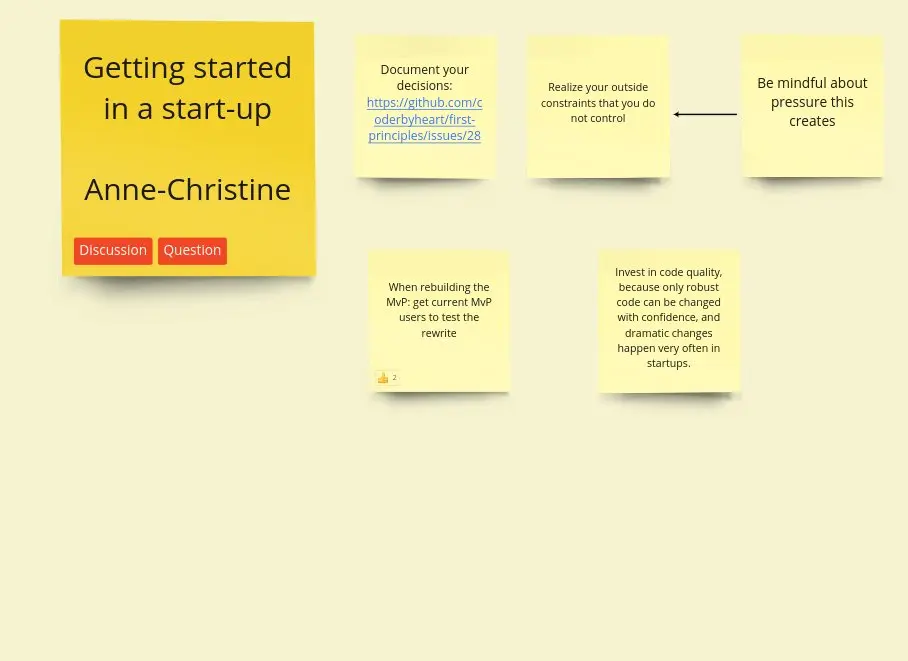 Getting started
in a start-up
Anne-Christine
Discussion Question
Document your
decisions:
https://github.com/c
oderbyheart/first-
principles/issues/28
Realize your outside
constraints that you do
not control
Be mindful about
pressure this
creates
When rebuilding the
MvP: get current MvP
users to test the
rewrite
2
Invest in code quality,
because only robust
code can be changed
with confidence, and
dramatic changes
happen very often in
startups.